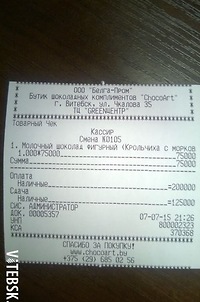 ООО "Белга-Пром"
Бутик шоколадных комплиментов "ChocoArt"
г. Витебск, ул. Чкалова 35
ТЦ "GREENЦЕНТР"
Товарный Чек
Кассир
Смена №0105
1. Молочный шоколад фигурный (Крольчиха с морков
1.000*75000 75000
Сумма 75000
Оплата
Наличные =200000
Сдача
Наличные =125000
СИС. АДМИНИСТРАТОР
ДОК. 00005357 07-07-15 21:26
УНП 800002323
КСА 370368
СПАСИБО ЗА ПОКУПКУ!
www.chocoart.by
+375 (29) 685 02 56
VITEBSK